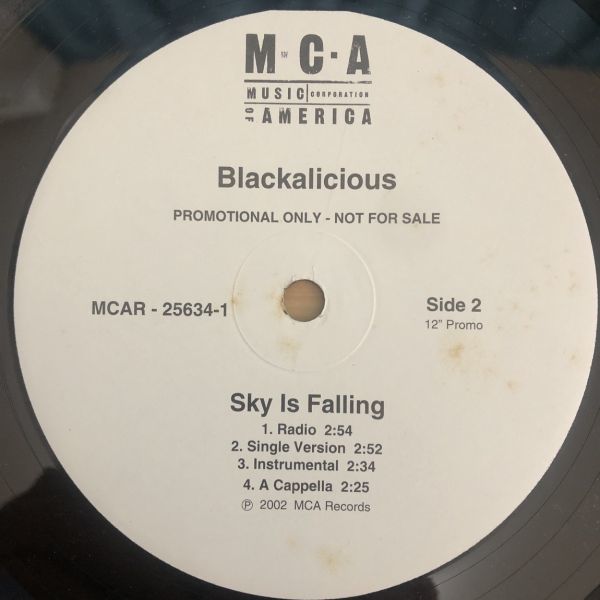 M·C·A
MUSIC CORPORATION
OF AMERICA
Blackalicious
PROMOTIONAL ONLY - NOT FOR SALE
MCAR - 25634-1
Side 2
12" Promo
Sky Is Falling
1. Radio 2:54
2. Single Version 2:52
3. Instrumental 2:34
4. A Cappella 2:25
℗ 2002 MCA Records